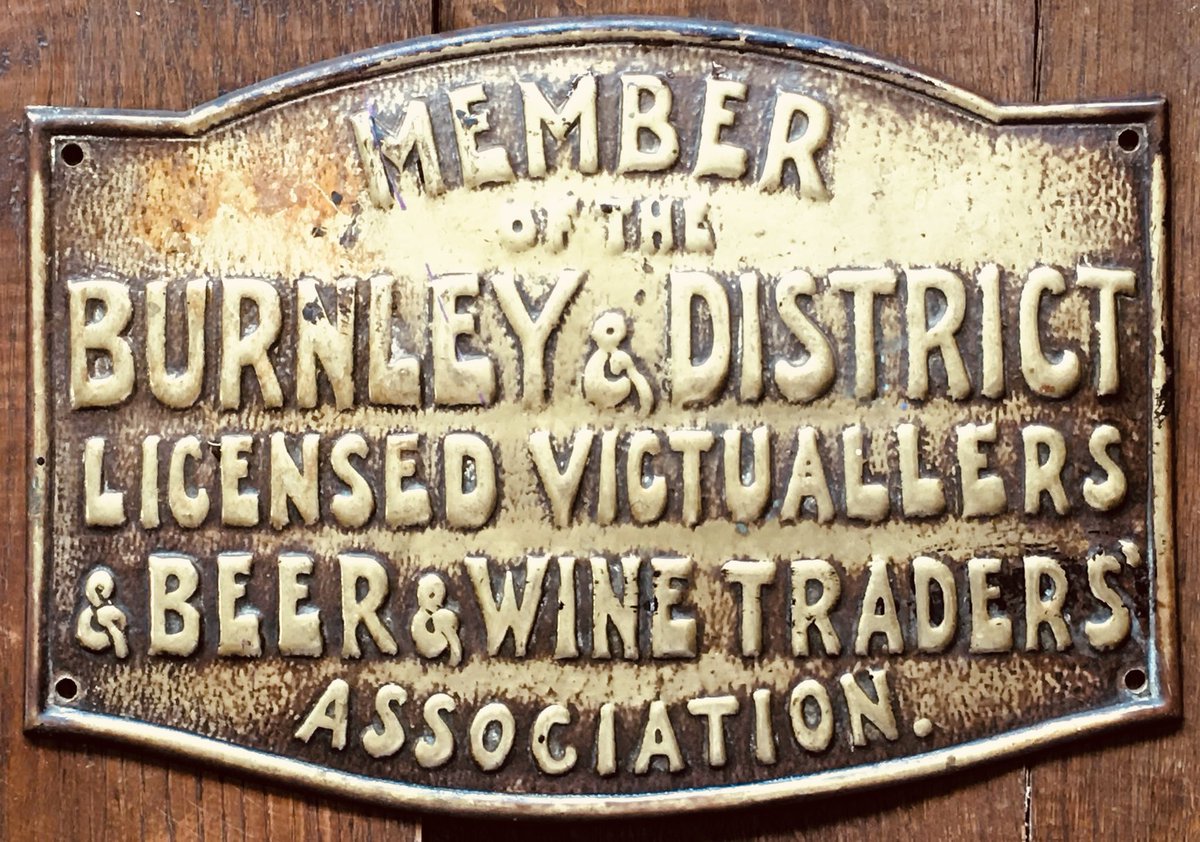 MEMBER
OF THE
BURNLEY & DISTRICT
LICENSED VICTUALLERS
& BEER & WINE TRADERS'
ASSOCIATION.